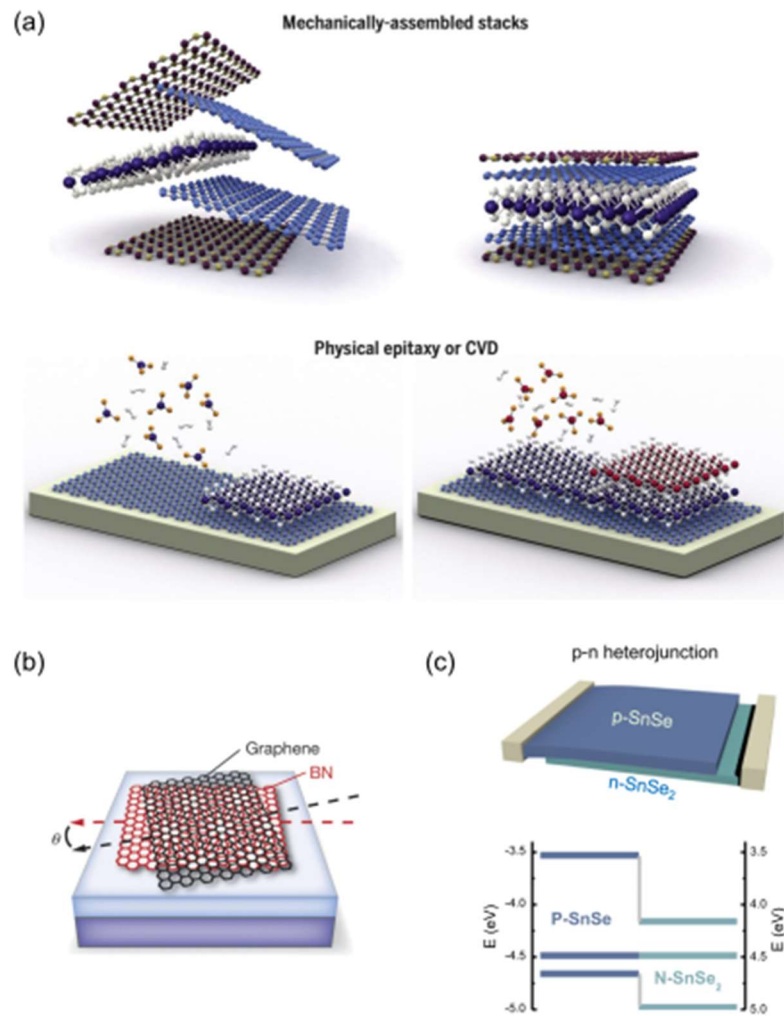 (a)
Mechanically-assembled stacks
Physical epitaxy or CVD
(b)
Graphene
BN
θ
(c)
p-n heterojunction
p-SnSe
n-SnSe₂
-3.5
-4.0
-4.5
-5.0
E (eV)
P-SnSe
N-SnSe₂
3.5
4.0
4.5
5.0
E (eV)